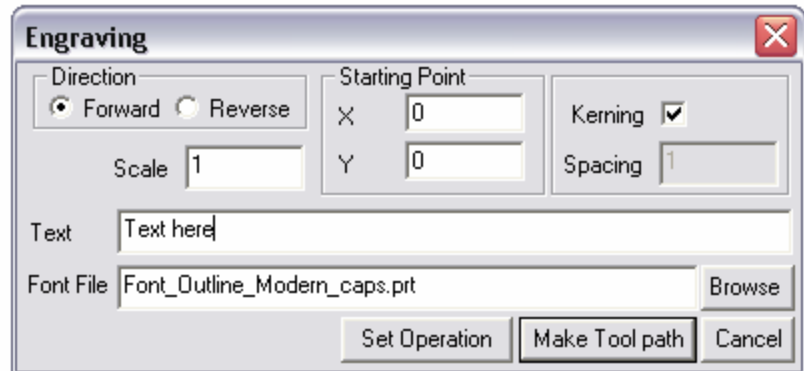 Engraving
Direction
Forward Reverse
Scale 1
Starting Point
X 0
Y 0
Kerning
Spacing 1
Text Text here
Font File Font_Outline_Modern_caps.prt Browse
Set Operation Make Tool path Cancel